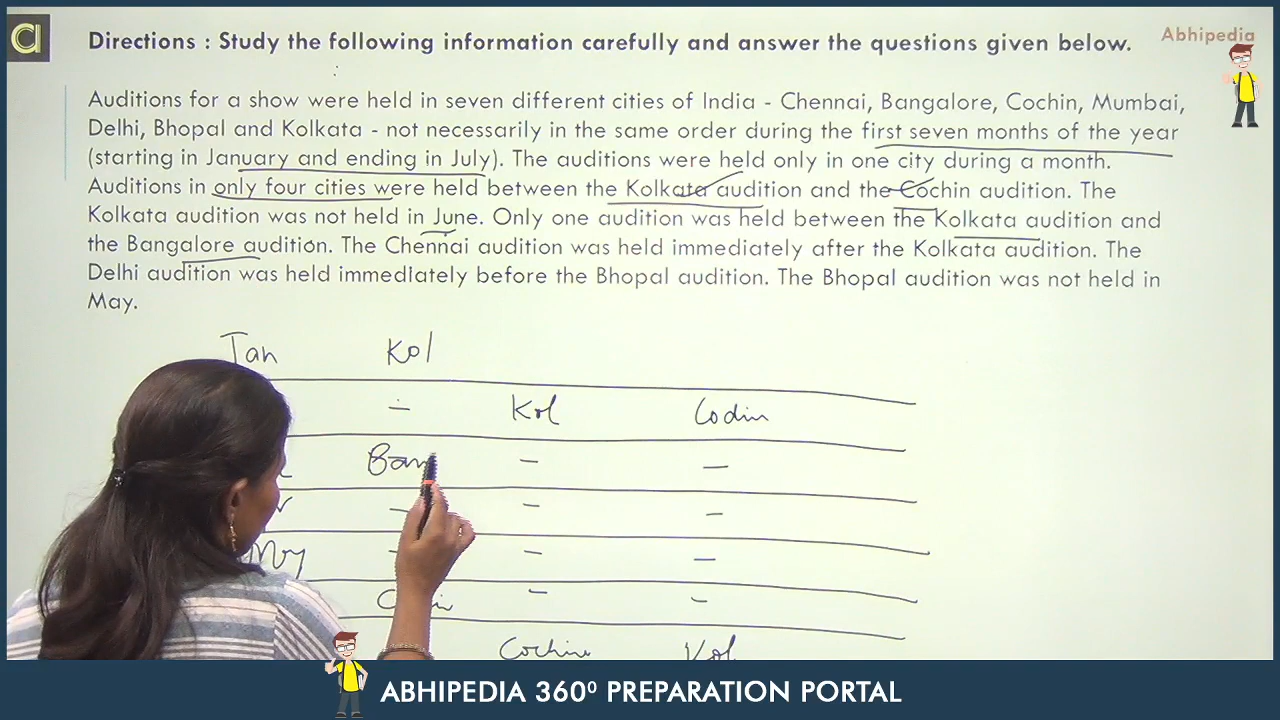 a
Abhipedia
Directions : Study the following information carefully and answer the questions given below.
Auditions for a show were held in seven different cities of India - Chennai, Bangalore, Cochin, Mumbai,
Delhi, Bhopal and Kolkata - not necessarily in the same order during the first seven months of the year
(starting in January and ending in July). The auditions were held only in one city during a month.
Auditions in only four cities were held between the Kolkata audition and the Cochin audition. The
Kolkata audition was not held in June. Only one audition was held between the Kolkata audition and
the Bangalore audition. The Chennai audition was held immediately after the Kolkata audition. The
Delhi audition was held immediately before the Bhopal audition. The Bhopal audition was not held in
May.
Jan Kol
- Kol Cochin
Ban - -
- - -
May - - -
- -
Cochin Kol
ABHIPEDIA 360⁰ PREPARATION PORTAL